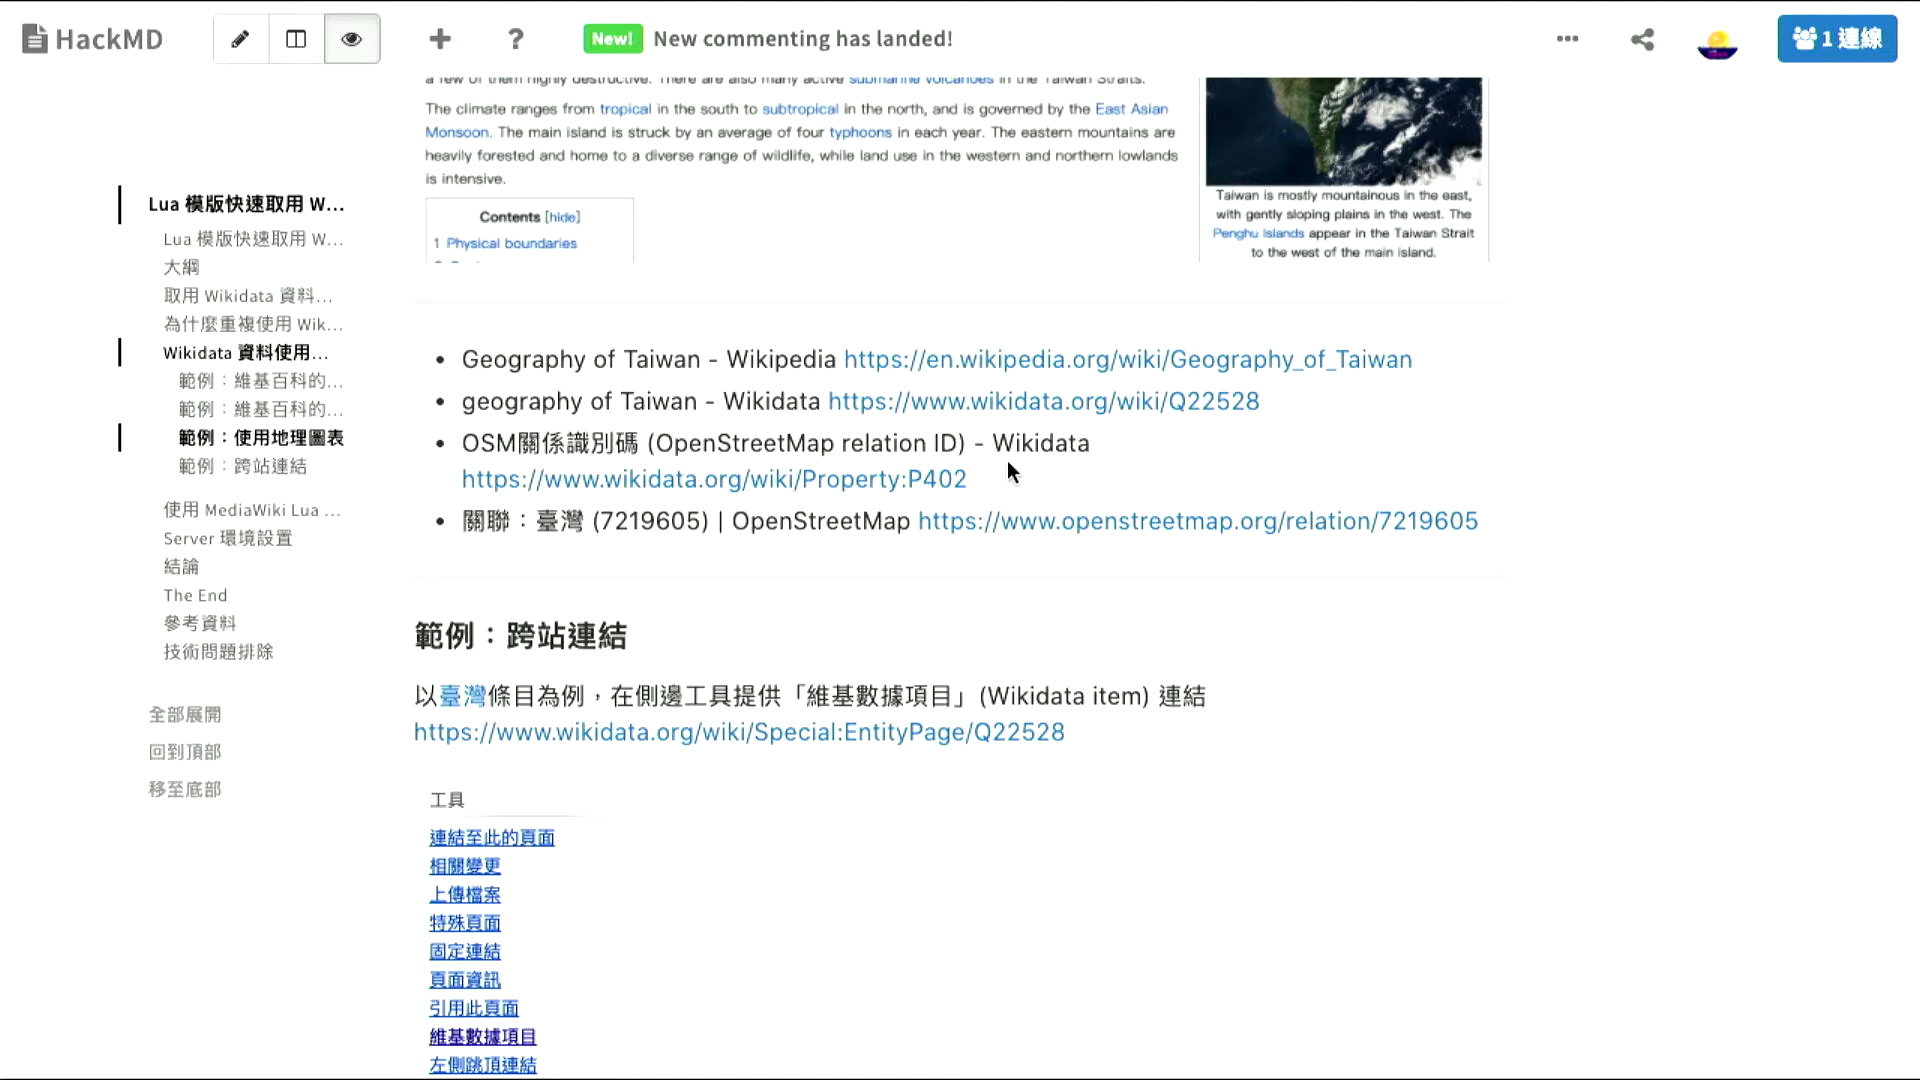 HackMD
New! New commenting has landed!
1 連線
a few of them highly destructive. There are also many active submarine volcanoes in the Taiwan Straits.
The climate ranges from tropical in the south to subtropical in the north, and is governed by the East Asian
Monsoon. The main island is struck by an average of four typhoons in each year. The eastern mountains are
heavily forested and home to a diverse range of wildlife, while land use in the western and northern lowlands
is intensive.
Contents [hide]
1 Physical boundaries
Taiwan is mostly mountainous in the east,
with gently sloping plains in the west. The
Penghu Islands appear in the Taiwan Strait
to the west of the main island.
Lua 模版快速取用 W...
Lua 模版快速取用 W...
大綱
取用 Wikidata 資料...
為什麼重複使用 Wik...
Wikidata 資料使用...
範例：維基百科的...
範例：維基百科的...
範例：使用地理圖表
範例：跨站連結
使用 MediaWiki Lua ...
Server 環境設置
結論
The End
參考資料
技術問題排除
全部展開
回到頂部
移至底部
• Geography of Taiwan - Wikipedia https://en.wikipedia.org/wiki/Geography_of_Taiwan
• geography of Taiwan - Wikidata https://www.wikidata.org/wiki/Q22528
• OSM關係識別碼 (OpenStreetMap relation ID) - Wikidata
https://www.wikidata.org/wiki/Property:P402
• 關聯：臺灣 (7219605) | OpenStreetMap https://www.openstreetmap.org/relation/7219605
範例：跨站連結
以臺灣條目為例，在側邊工具提供「維基數據項目」(Wikidata item) 連結
https://www.wikidata.org/wiki/Special:EntityPage/Q22528
工具
連結至此的頁面
相關變更
上傳檔案
特殊頁面
固定連結
頁面資訊
引用此頁面
維基數據項目
左側跳頂連結